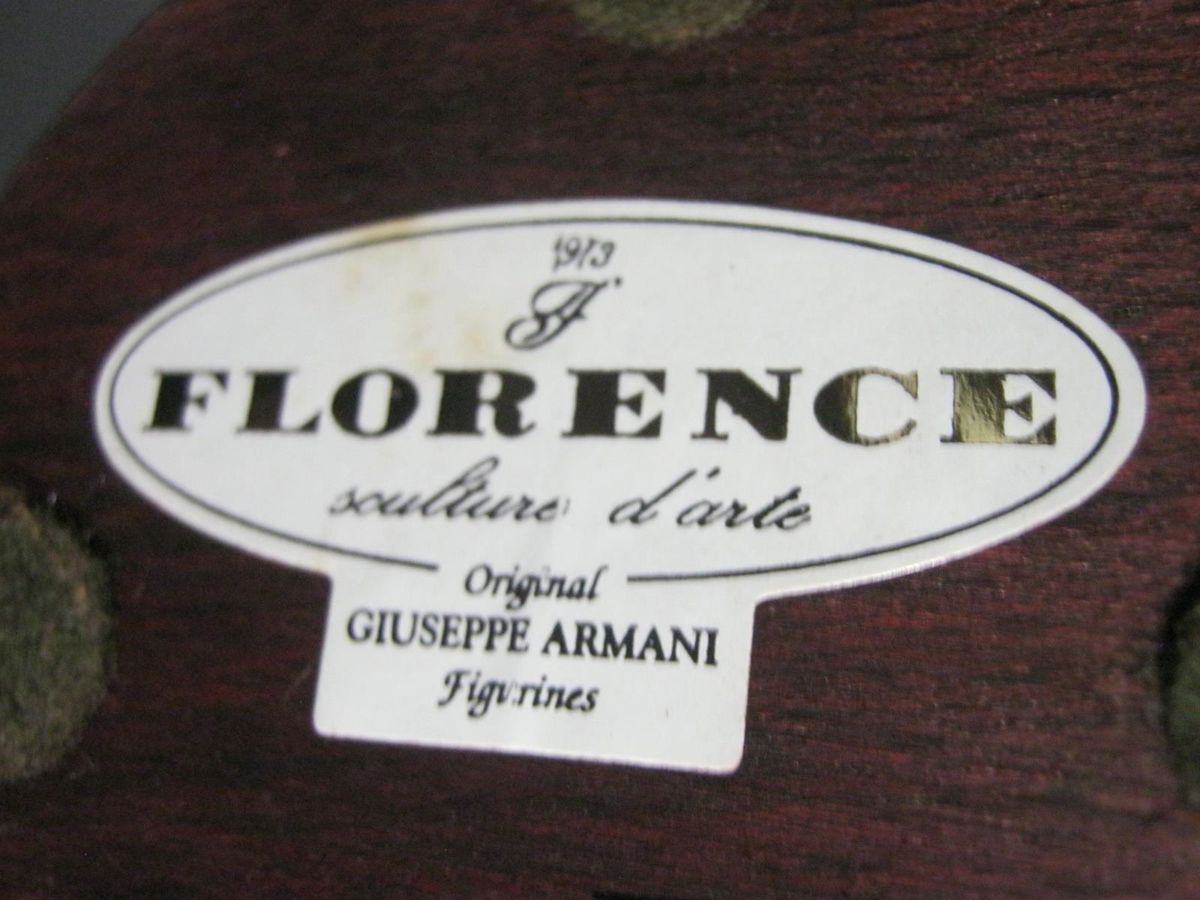 1973
FLORENCE
sculture d'arte
Original
GIUSEPPE ARMANI
Figurines